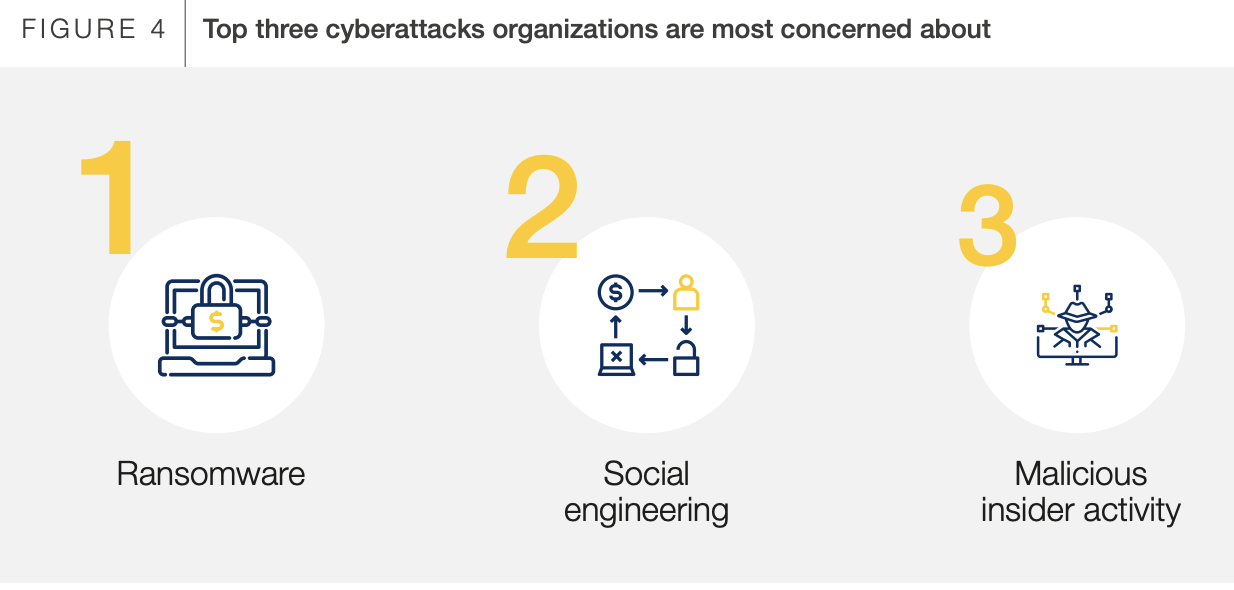 FIGURE 4
Top three cyberattacks organizations are most concerned about
1
$
Ransomware
2
$
Social
engineering
3
Malicious
insider activity